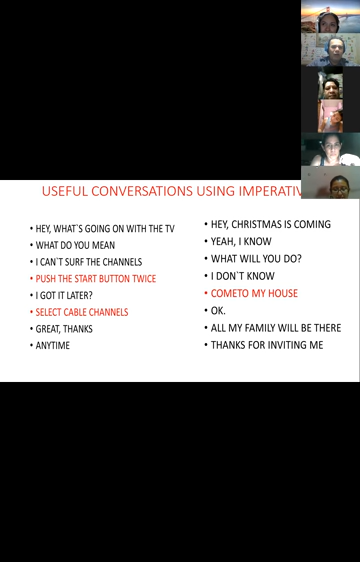 USEFUL CONVERSATIONS USING IMPERATIV
• HEY, WHAT´S GOING ON WITH THE TV
• WHAT DO YOU MEAN
• I CAN´T SURF THE CHANNELS
• PUSH THE START BUTTON TWICE
• I GOT IT LATER?
• SELECT CABLE CHANNELS
• GREAT, THANKS
• ANYTIME
• HEY, CHRISTMAS IS COMING
• YEAH, I KNOW
• WHAT WILL YOU DO?
• I DON´T KNOW
• COMETO MY HOUSE
• OK.
• ALL MY FAMILY WILL BE THERE
• THANKS FOR INVITING ME